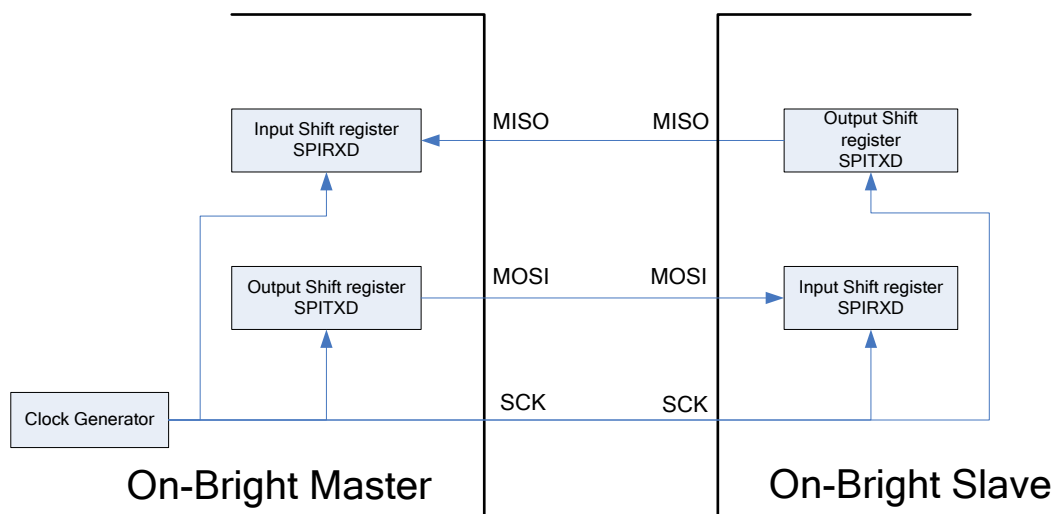 Input Shift register
SPIRXD
MISO
MISO
Output Shift
register
SPITXD
Output Shift register
SPITXD
MOSI
MOSI
Input Shift register
SPIRXD
Clock Generator
SCK
SCK
On-Bright Master
On-Bright Slave